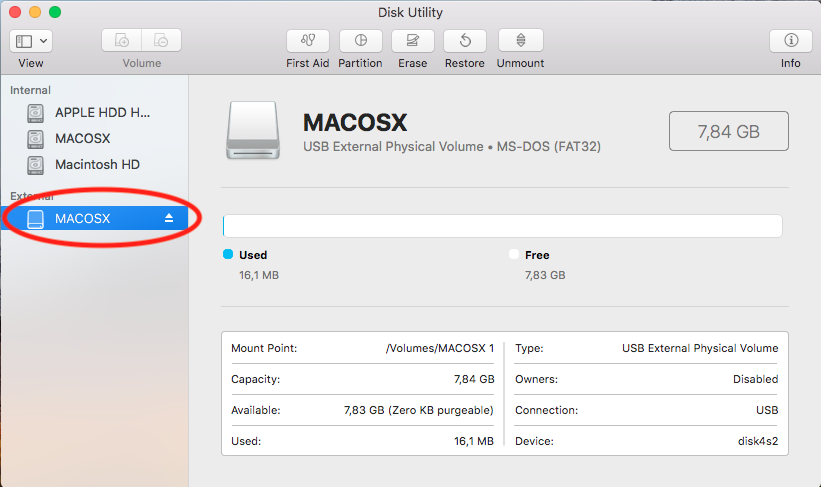 Disk Utility
View
Volume
First Aid
Partition
Erase
Restore
Unmount
Info
Internal
APPLE HDD H...
MACOSX
Macintosh HD
External
MACOSX
MACOSX
USB External Physical Volume • MS-DOS (FAT32)
7,84 GB
Used
16,1 MB
Free
7,83 GB
Mount Point: /Volumes/MACOSX 1
Capacity: 7,84 GB
Available: 7,83 GB (Zero KB purgeable)
Used: 16,1 MB
Type: USB External Physical Volume
Owners: Disabled
Connection: USB
Device: disk4s2